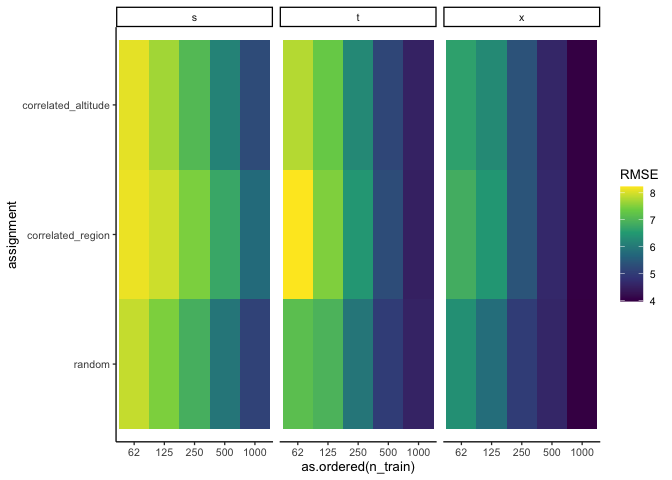 s
t
x
correlated_altitude
correlated_region
random
assignment
62 125 250 500 1000
62 125 250 500 1000
62 125 250 500 1000
as.ordered(n_train)
RMSE
8
7
6
5
4